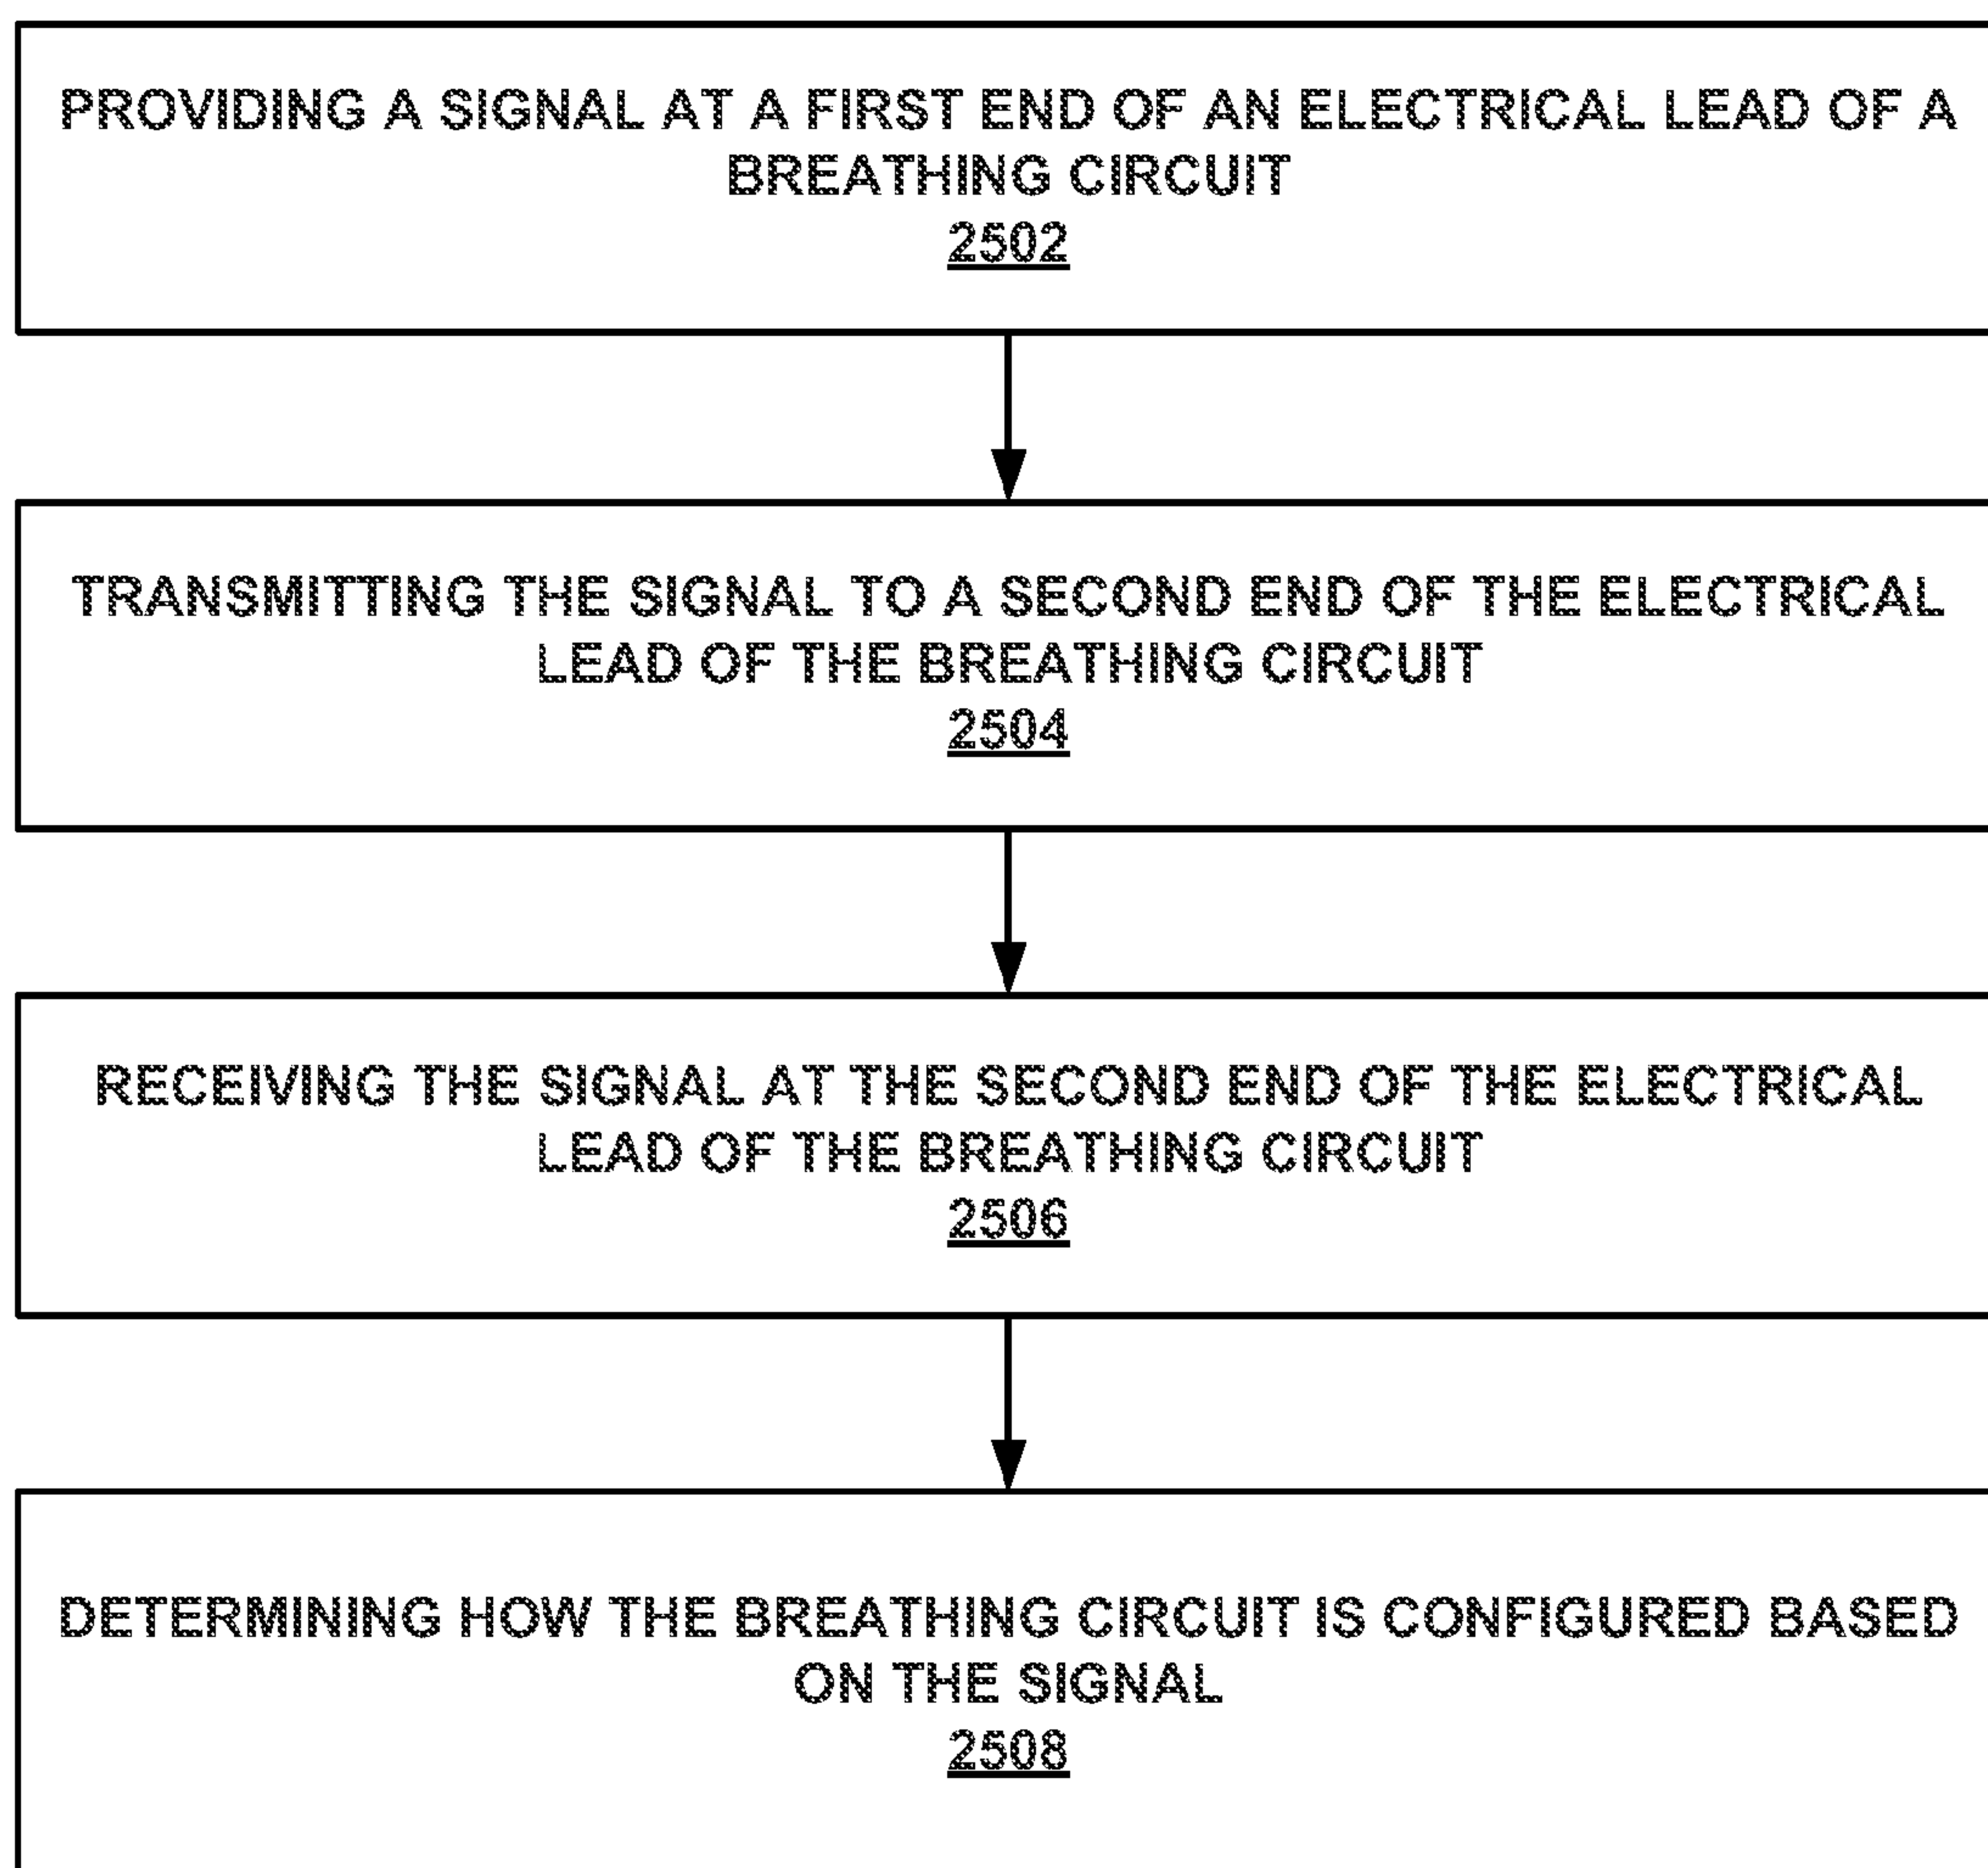 PROVIDING A SIGNAL AT A FIRST END OF AN ELECTRICAL LEAD OF A
BREATHING CIRCUIT
2502
TRANSMITTING THE SIGNAL TO A SECOND END OF THE ELECTRICAL
LEAD OF THE BREATHING CIRCUIT
2504
RECEIVING THE SIGNAL AT THE SECOND END OF THE ELECTRICAL
LEAD OF THE BREATHING CIRCUIT
2506
DETERMINING HOW THE BREATHING CIRCUIT IS CONFIGURED BASED
ON THE SIGNAL
2508